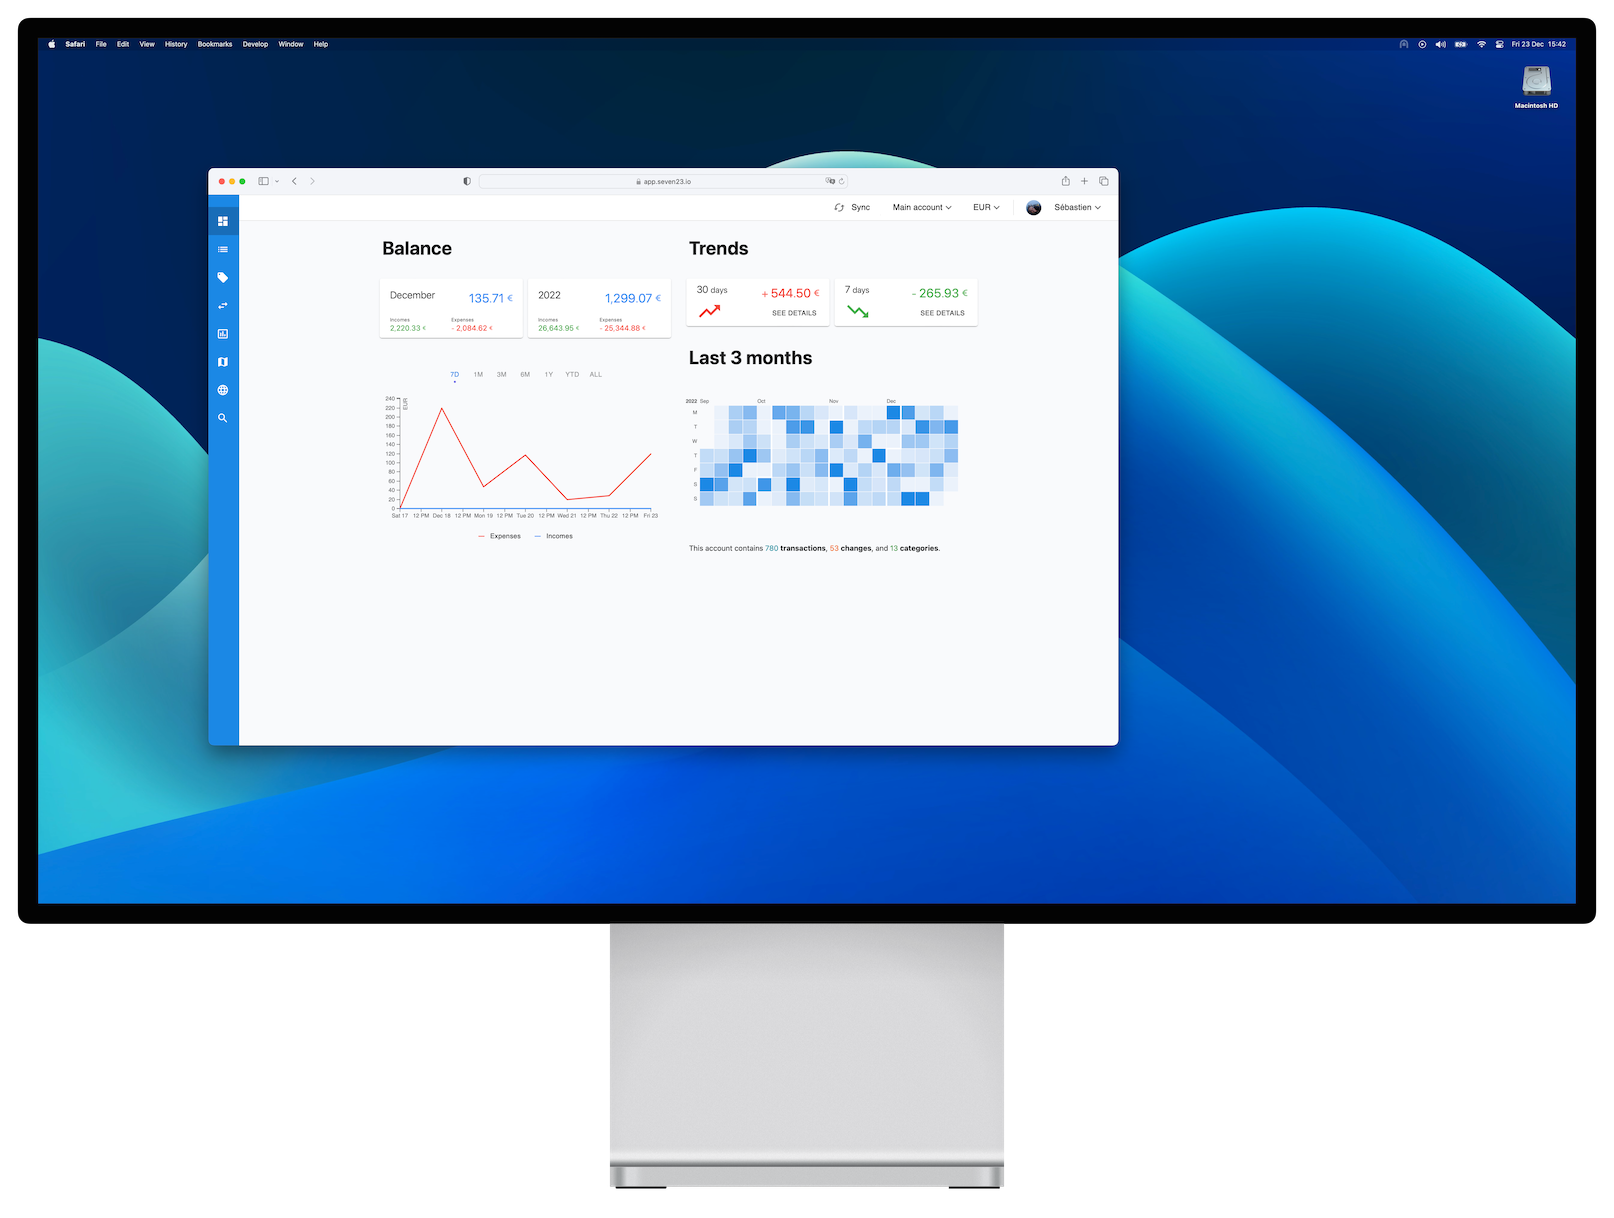 Safari File Edit View History Bookmarks Develop Window Help
Fri 23 Dec 15:42
Macintosh HD
app.seven23.io
Sync Main account EUR Sébastien
Balance
December 135.71 €
Incomes Expenses
2,220.33 € - 2,084.62 €
2022 1,299.07 €
Incomes Expenses
26,643.95 € - 25,344.88 €
7D 1M 3M 6M 1Y YTD ALL
EUR
240
220
200
180
160
140
120
100
80
60
40
20
0
Sat 17 12 PM Dec 18 12 PM Mon 19 12 PM Tue 20 12 PM Wed 21 12 PM Thu 22 12 PM Fri 23
Expenses Incomes
Trends
30 days + 544.50 €
SEE DETAILS
7 days - 265.93 €
SEE DETAILS
Last 3 months
2022 Sep Oct Nov Dec
M
T
W
T
F
S
S
This account contains 780 transactions, 53 changes, and 13 categories.